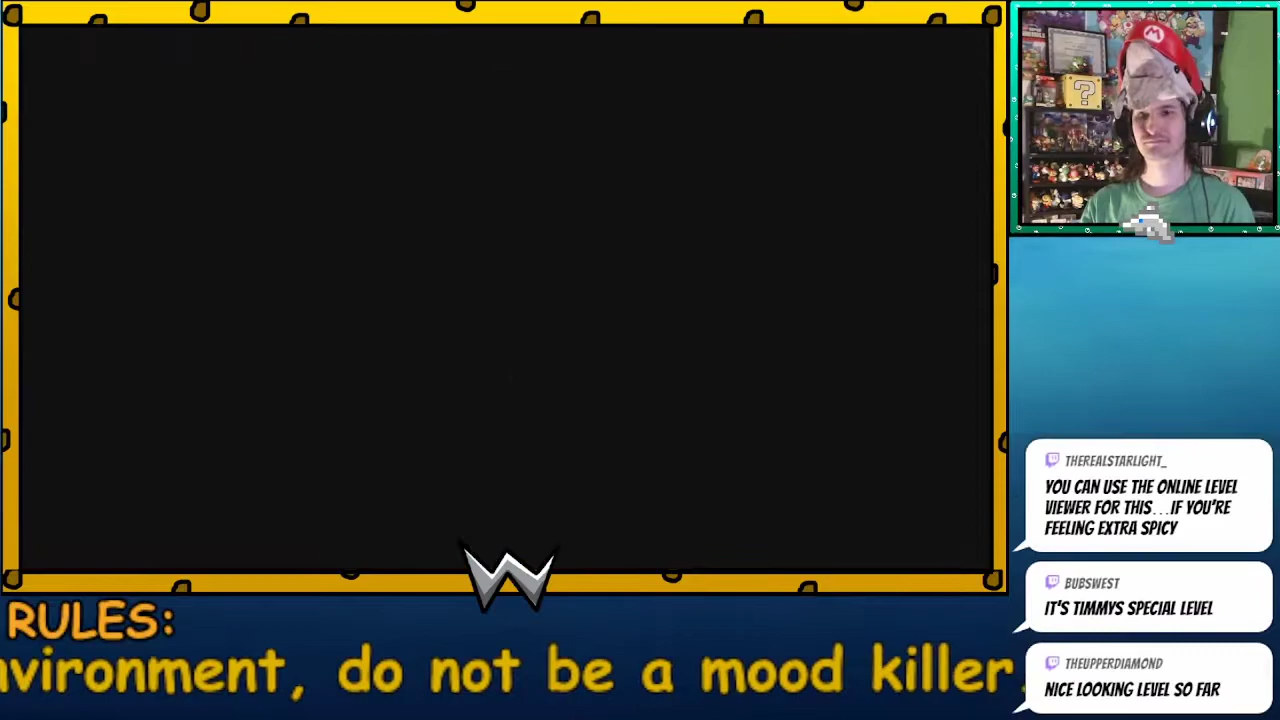 M
?
W
THEREALSTARLIGHT_
YOU CAN USE THE ONLINE LEVEL
VIEWER FOR THIS...IF YOU'RE
FEELING EXTRA SPICY
BUBSWEST
IT'S TIMMYS SPECIAL LEVEL
THEUPPERDIAMOND
NICE LOOKING LEVEL SO FAR
RULES:
nvironment, do not be a mood killer.